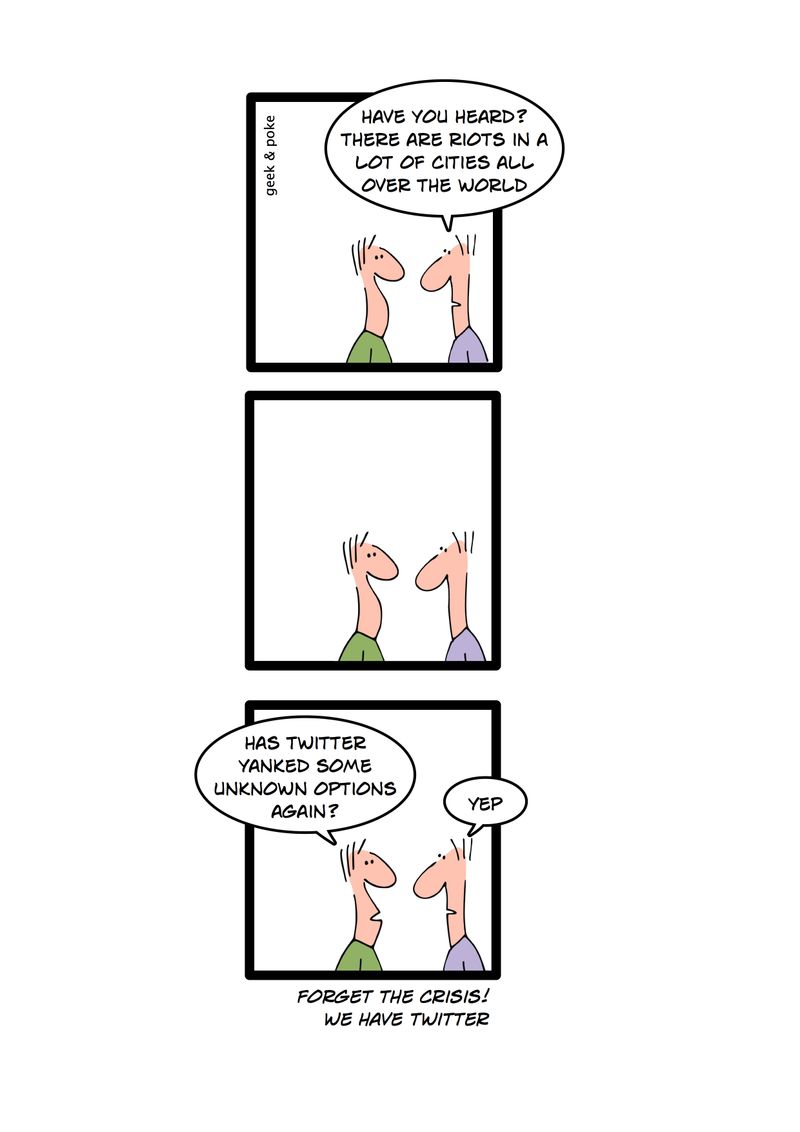 geek & poke
HAVE YOU HEARD?
THERE ARE RIOTS IN A
LOT OF CITIES ALL
OVER THE WORLD
HAS TWITTER
YANKED SOME
UNKNOWN OPTIONS
AGAIN?
YEP
FORGET THE CRISIS!
WE HAVE TWITTER